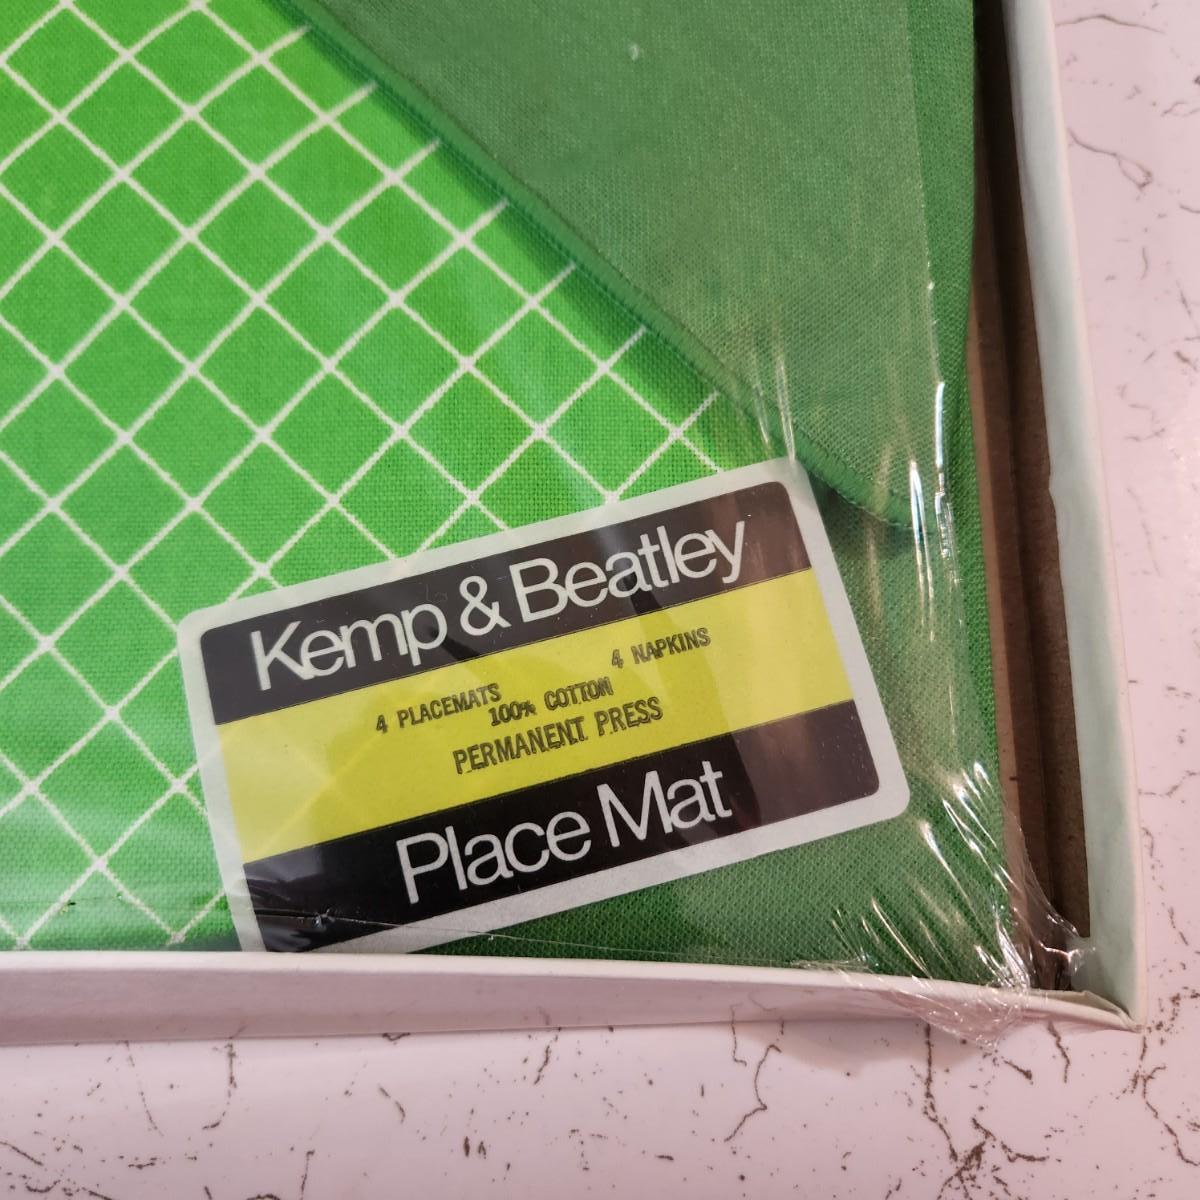 Kemp & Beatley
4 PLACEMATS 4 NAPKINS
100% COTTON
PERMANENT PRESS
Place Mat